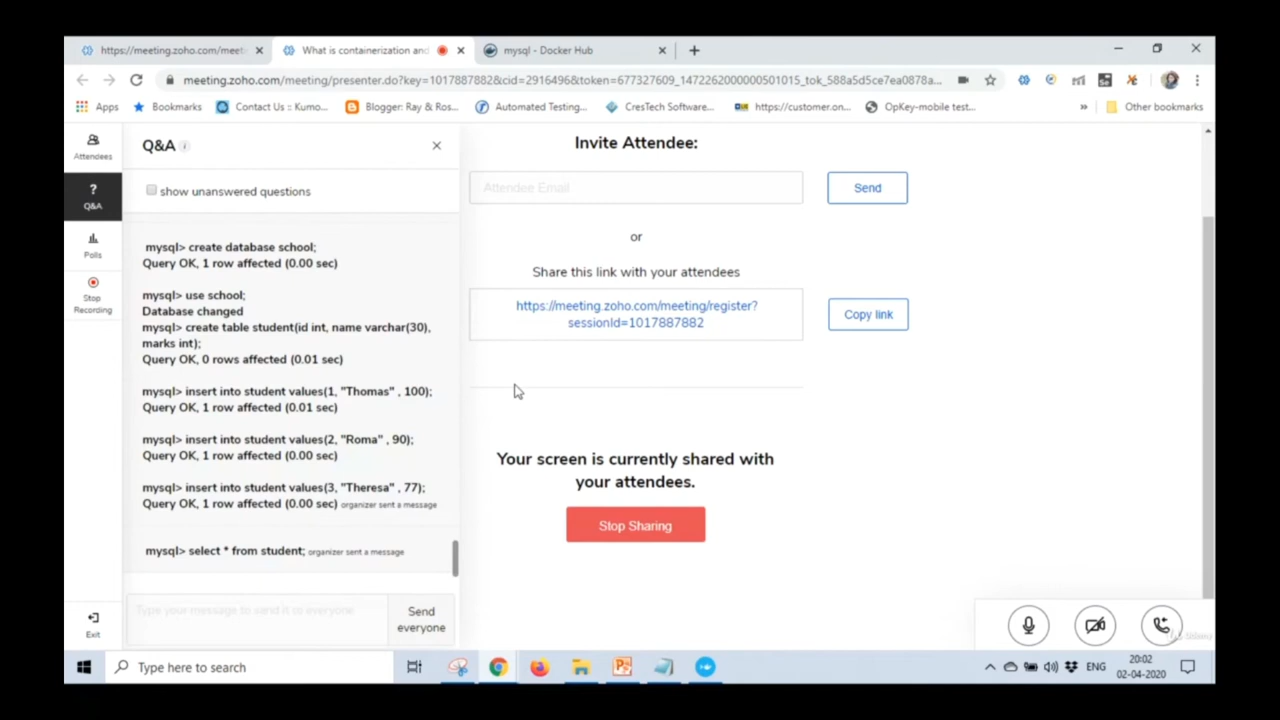 https://meeting.zoho.com/meet
What is containerization and
mysql - Docker Hub
meeting.zoho.com/meeting/presenter.do?key=1017887882&cid=2916496&token=677327609_1472262000000501015_tok_588a5d5ce7ea0878a...
Apps
Bookmarks
Contact Us :: Kumo...
Blogger: Ray & Ros...
Automated Testing...
CresTech Software...
https://customer.on...
OpKey-mobile test...
»
Other bookmarks
Attendees
?
Q&A
Polls
Stop
Recording
Exit
Q&A
show unanswered questions
mysql> create database school;
Query OK, 1 row affected (0.00 sec)
mysql> use school;
Database changed
mysql> create table student(id int, name varchar(30),
marks int);
Query OK, 0 rows affected (0.01 sec)
mysql> insert into student values(1, "Thomas" , 100);
Query OK, 1 row affected (0.01 sec)
mysql> insert into student values(2, "Roma" , 90);
Query OK, 1 row affected (0.00 sec)
mysql> insert into student values(3, "Theresa" , 77);
Query OK, 1 row affected (0.00 sec) organizer sent a message
mysql> select * from student; organizer sent a message
Type your message to send it to everyone
Send
everyone
Invite Attendee:
Attendee Email
Send
or
Share this link with your attendees
https://meeting.zoho.com/meeting/register?
sessionId=1017887882
Copy link
Your screen is currently shared with
your attendees.
Stop Sharing
Udemy
Type here to search
ENG
20:02
02-04-2020